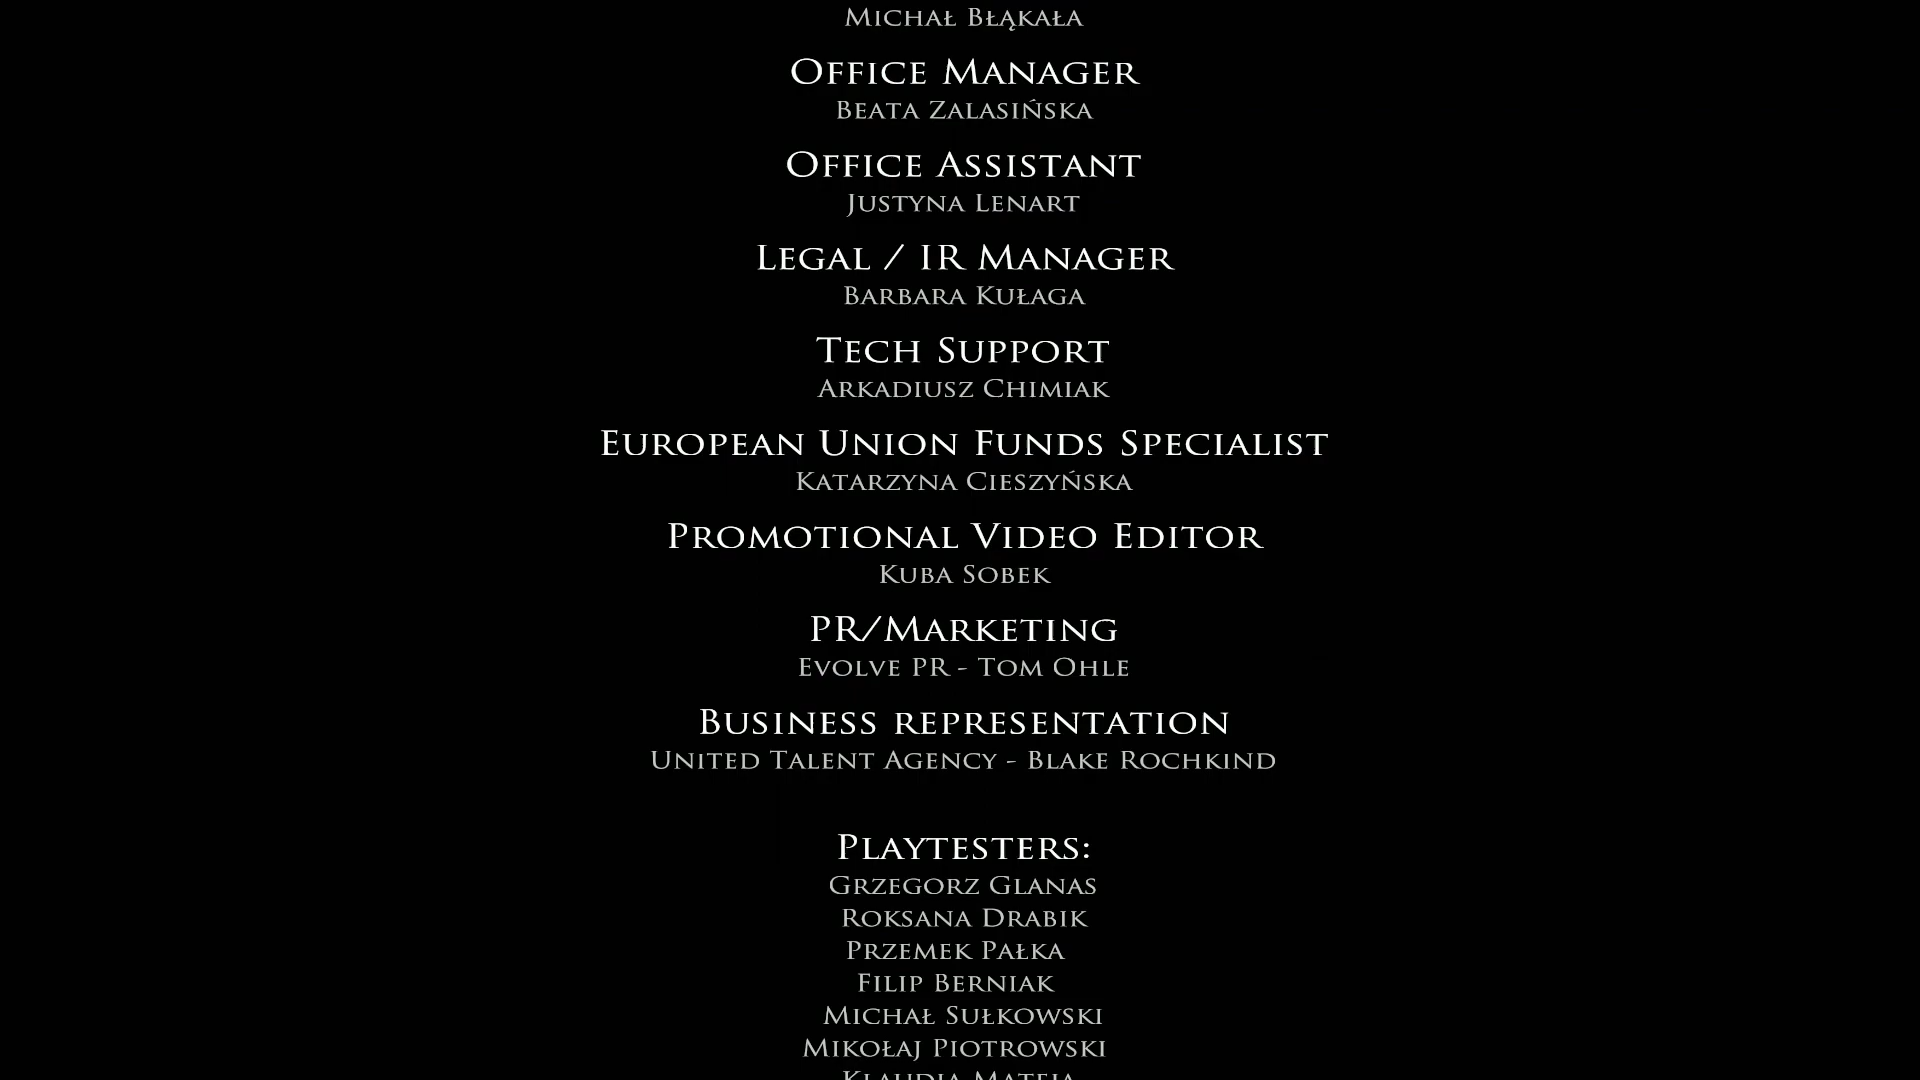 Michał Błąkała
Office Manager
Beata Zalasińska
Office Assistant
Justyna Lenart
Legal / IR Manager
Barbara Kułaga
Tech Support
Arkadiusz Chimiak
European Union Funds Specialist
Katarzyna Cieszyńska
Promotional Video Editor
Kuba Sobek
PR/Marketing
Evolve PR - Tom Ohle
Business representation
United Talent Agency - Blake Rochkind
Playtesters:
Grzegorz Glanas
Roksana Drabik
Przemek Pałka
Filip Berniak
Michał Sułkowski
Mikołaj Piotrowski
Klaudia